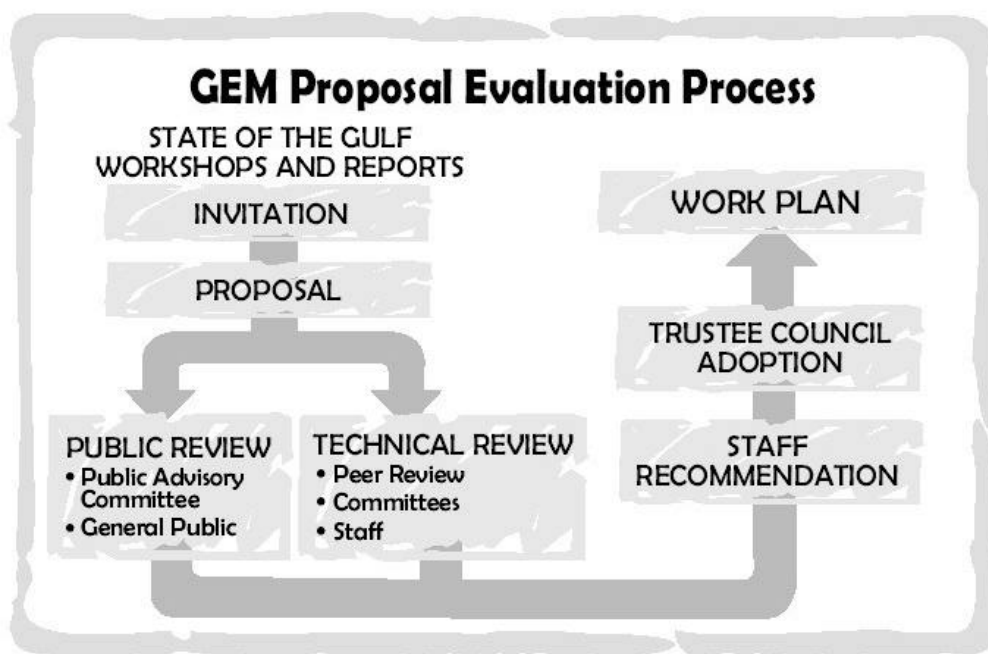 GEM Proposal Evaluation Process
STATE OF THE GULF
WORKSHOPS AND REPORTS
INVITATION
PROPOSAL
PUBLIC REVIEW
• Public Advisory
Committee
• General Public
TECHNICAL REVIEW
• Peer Review
• Committees
• Staff
STAFF
RECOMMENDATION
TRUSTEE COUNCIL
ADOPTION
WORK PLAN